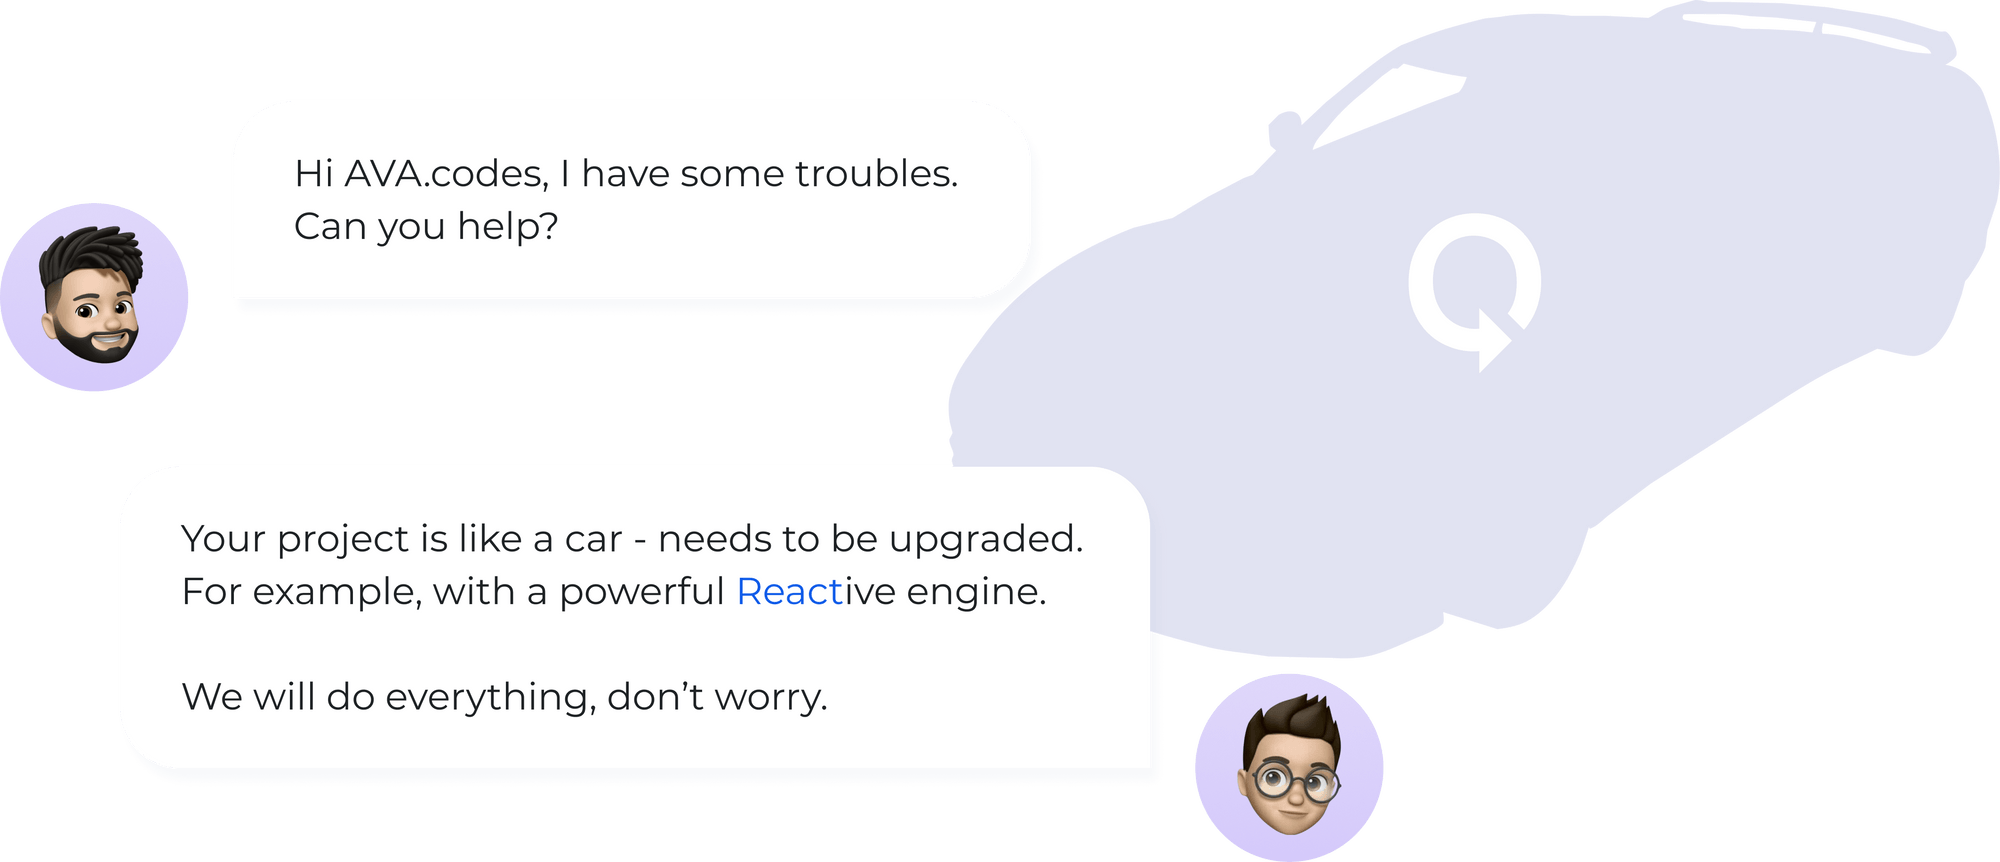 Hi AVA.codes, I have some troubles.
Can you help?
Your project is like a car - needs to be upgraded.
For example, with a powerful Reactive engine.
We will do everything, don’t worry.